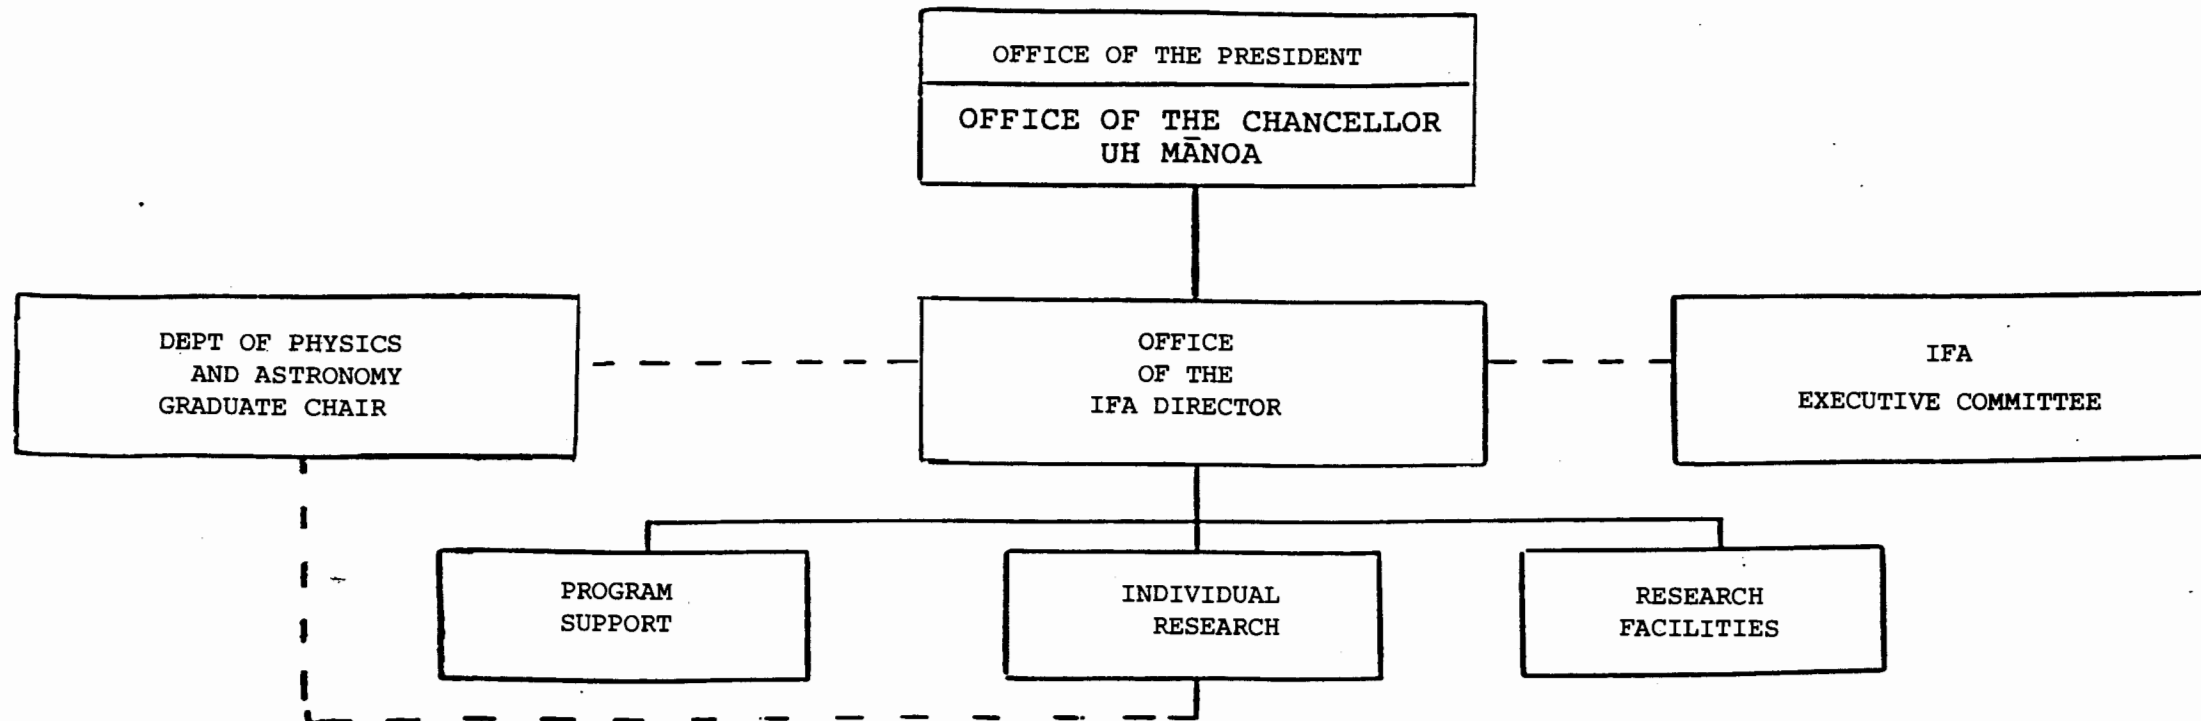 OFFICE OF THE PRESIDENT
OFFICE OF THE CHANCELLOR
UH MĀNOA
DEPT OF PHYSICS
AND ASTRONOMY
GRADUATE CHAIR
OFFICE
OF THE
IFA DIRECTOR
IFA
EXECUTIVE COMMITTEE
PROGRAM
SUPPORT
INDIVIDUAL
RESEARCH
RESEARCH
FACILITIES